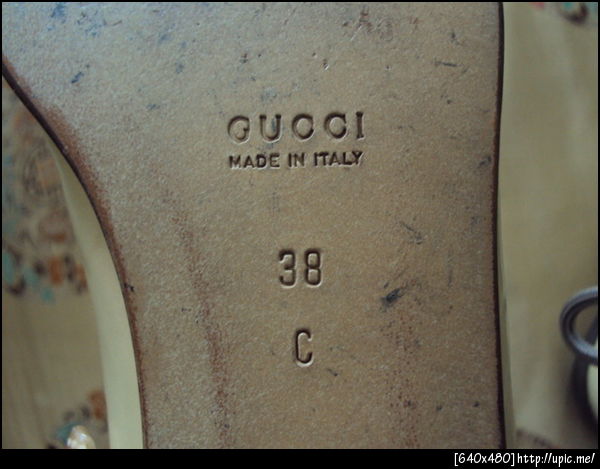 GUCCI
MADE IN ITALY
38
C
[640x480]http://upic.me/